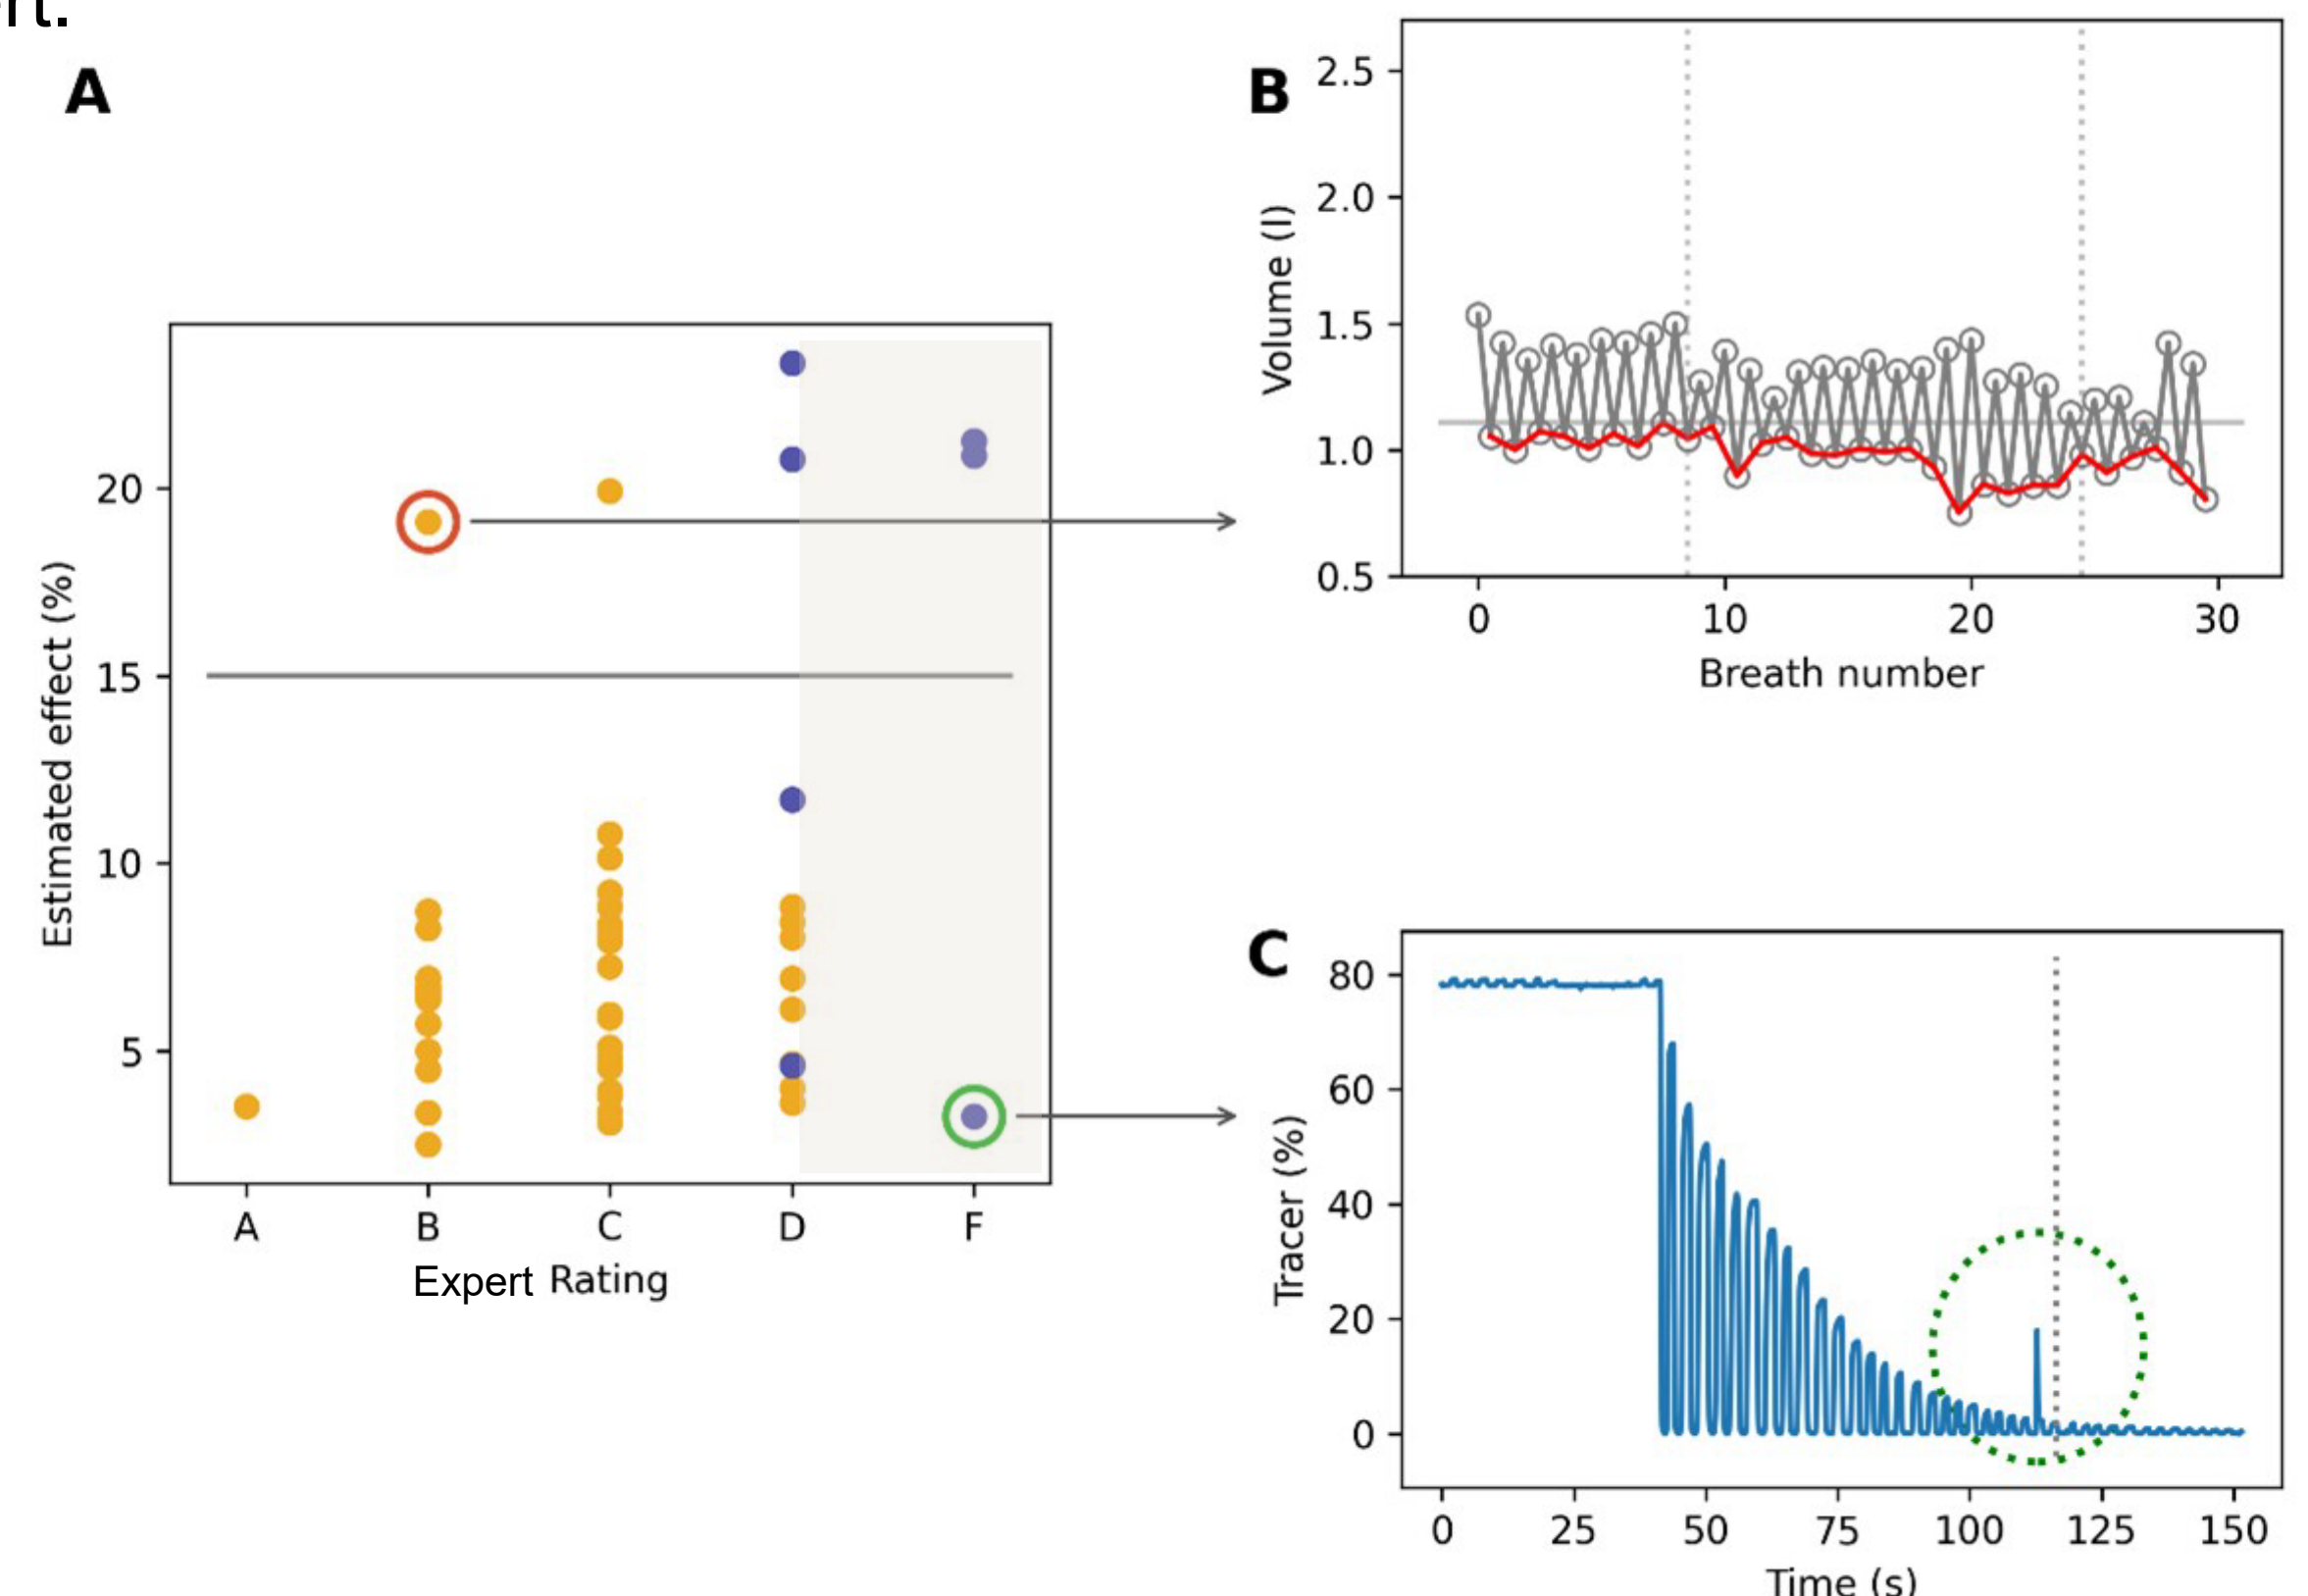 A
Estimated effect (%)
20
15
10
5
A B C D F
Expert Rating
B
Volume (l)
2.5
2.0
1.5
1.0
0.5
0 10 20 30
Breath number
C
Tracer (%)
80
60
40
20
0
0 25 50 75 100 125 150
Time (s)